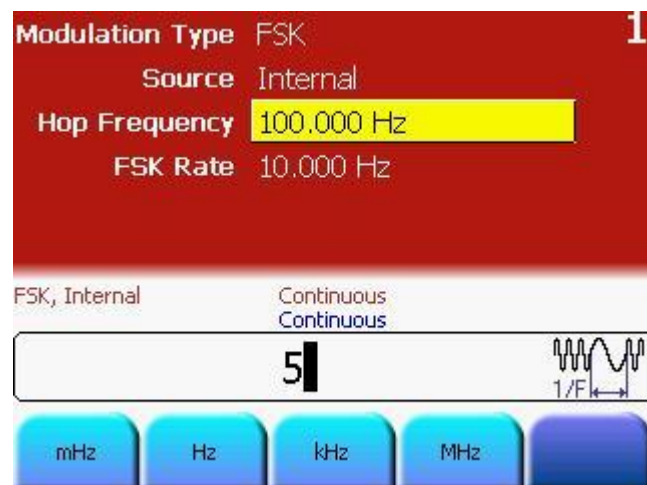 Modulation Type FSK 1
Source Internal
Hop Frequency 100.000 Hz
FSK Rate 10.000 Hz
FSK, Internal Continuous
Continuous
5
1/F
mHz Hz kHz MHz